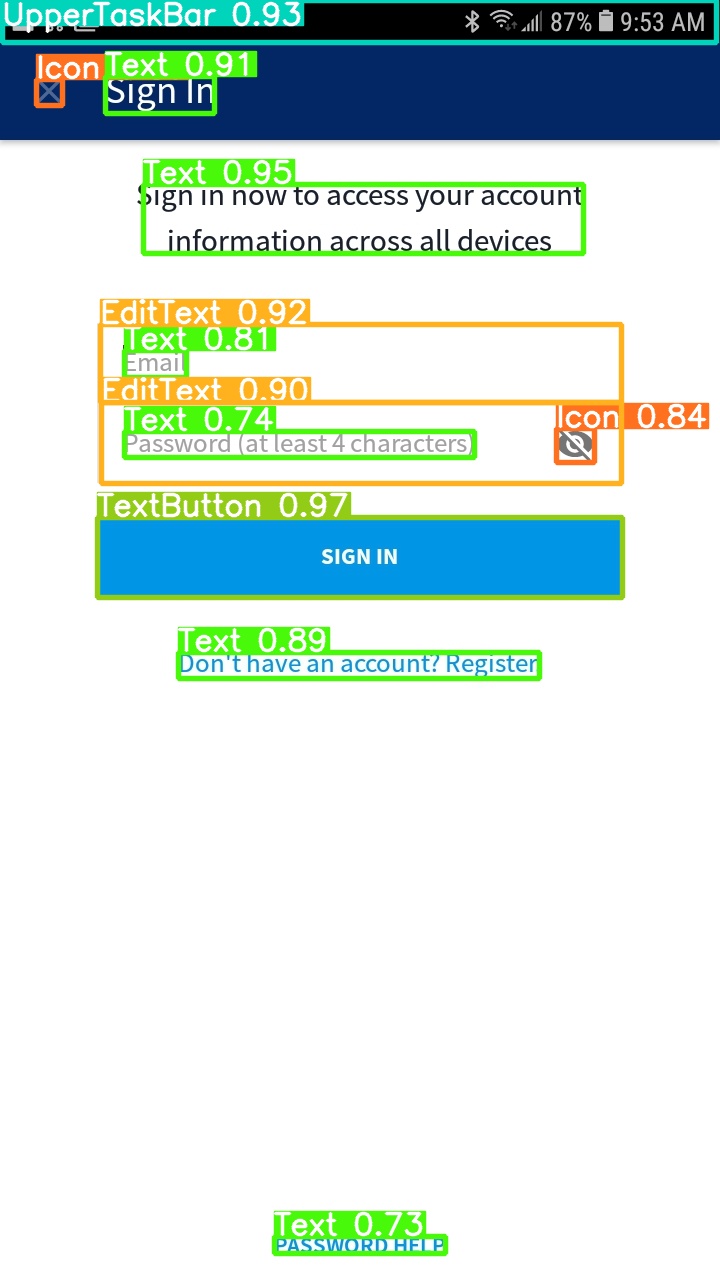 UpperTaskBar 0.93
87% 9:53 AM
Icon Text 0.91
Sign In
Text 0.95
Sign in now to access your account
information across all devices
EditText 0.92
Text 0.81
Email
EditText 0.90
Text 0.74
Icon 0.84
Password (at least 4 characters)
TextButton 0.97
SIGN IN
Text 0.89
Don't have an account? Register
Text 0.73
PASSWORD HELP